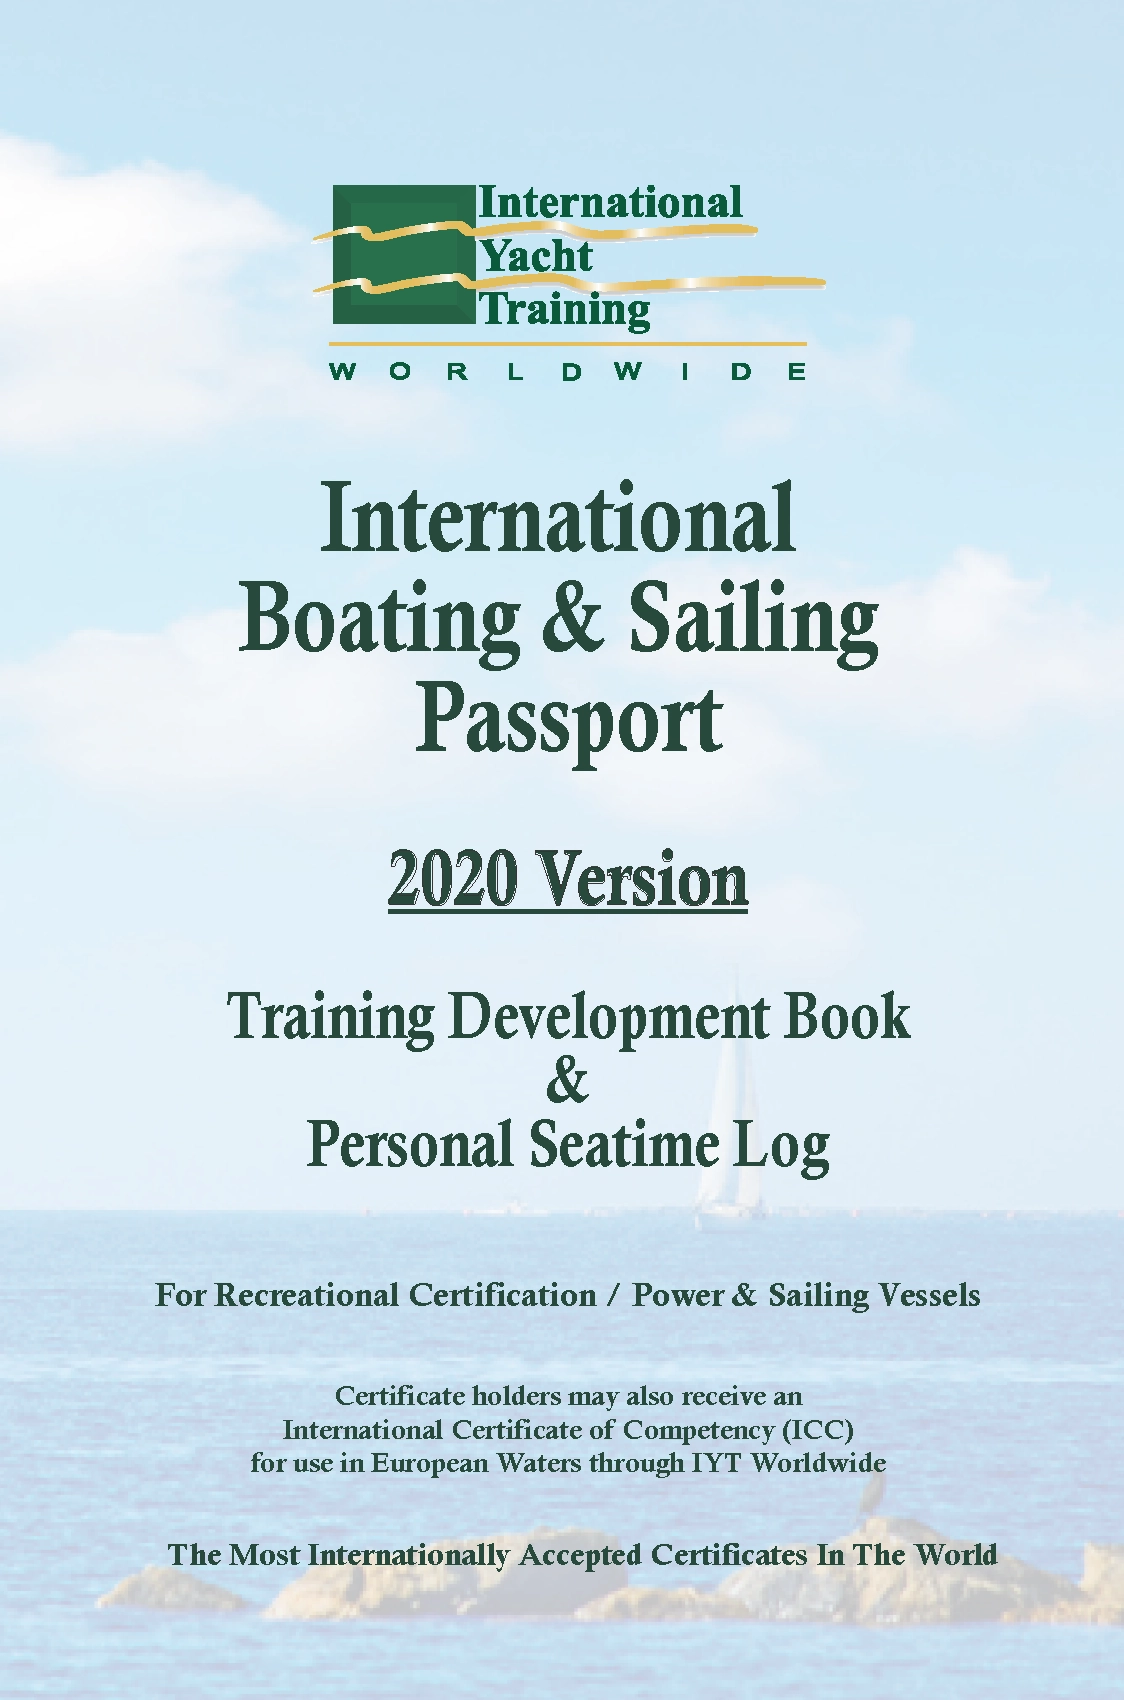 International
Yacht
Training
WORLDWIDE
International
Boating & Sailing
Passport
2020 Version
Training Development Book
&
Personal Seatime Log
For Recreational Certification / Power & Sailing Vessels
Certificate holders may also receive an
International Certificate of Competency (ICC)
for use in European Waters through IYT Worldwide
The Most Internationally Accepted Certificates In The World